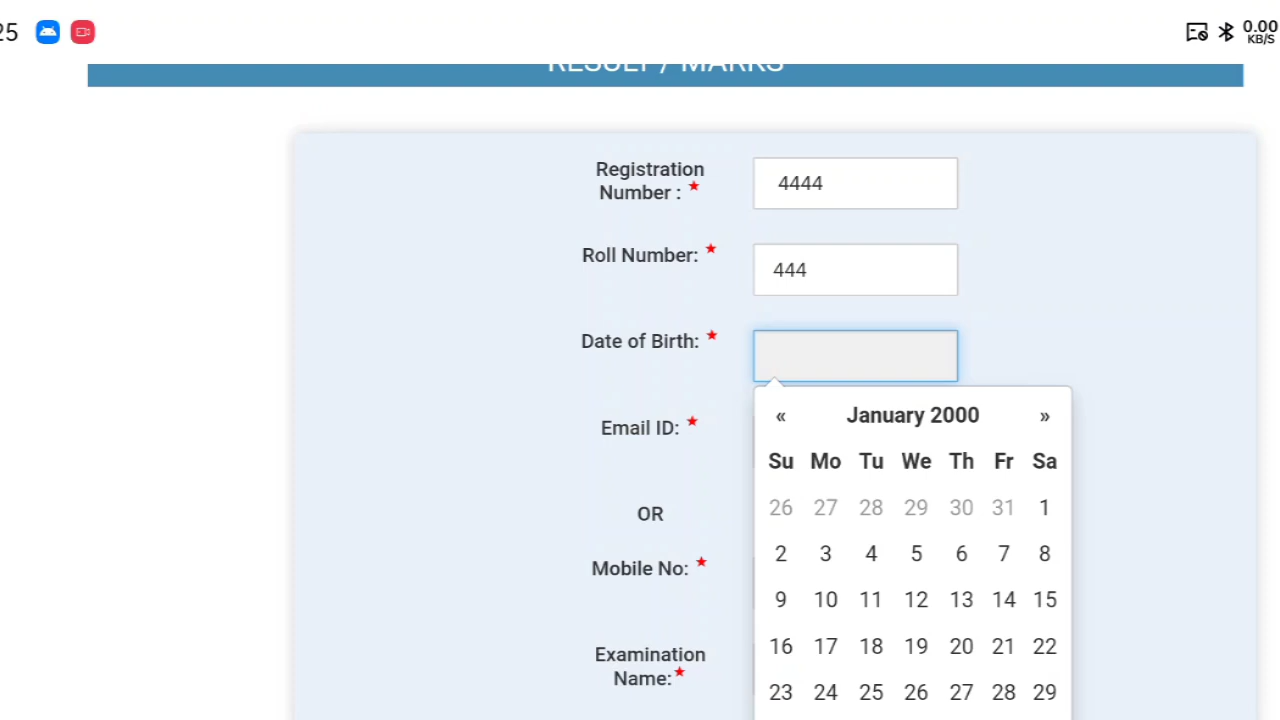 25
0.00
KB/S
RESULT / MARKS
Registration
Number : *
4444
Roll Number: *
444
Date of Birth: *
« January 2000 »
Su Mo Tu We Th Fr Sa
26 27 28 29 30 31 1
2 3 4 5 6 7 8
9 10 11 12 13 14 15
16 17 18 19 20 21 22
23 24 25 26 27 28 29
Email ID: *
OR
Mobile No: *
Examination
Name:*